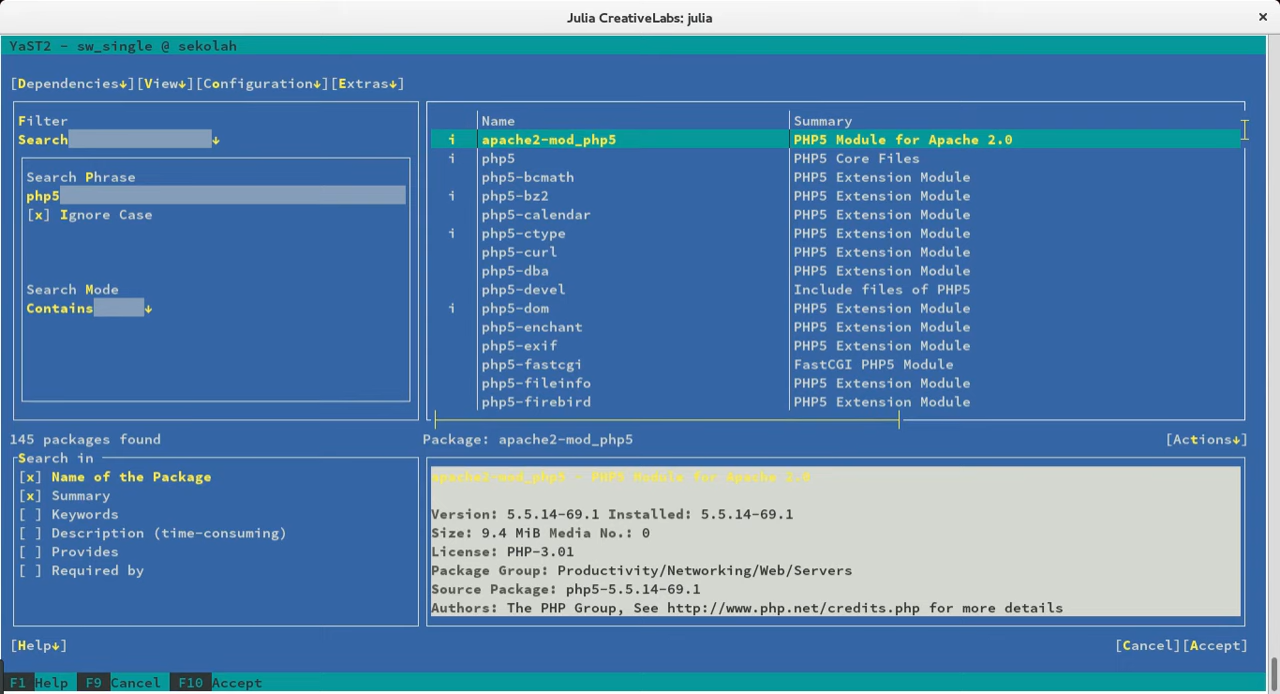 Julia CreativeLabs: julia ×
YaST2 - sw_single @ sekolah
[Dependencies↓][View↓][Configuration↓][Extras↓]
Filter
Search ↓
Search Phrase
php5
[x] Ignore Case
Search Mode
Contains ↓
Name Summary
i apache2-mod_php5 PHP5 Module for Apache 2.0
i php5 PHP5 Core Files
php5-bcmath PHP5 Extension Module
i php5-bz2 PHP5 Extension Module
php5-calendar PHP5 Extension Module
i php5-ctype PHP5 Extension Module
php5-curl PHP5 Extension Module
php5-dba PHP5 Extension Module
php5-devel Include files of PHP5
i php5-dom PHP5 Extension Module
php5-enchant PHP5 Extension Module
php5-exif PHP5 Extension Module
php5-fastcgi FastCGI PHP5 Module
php5-fileinfo PHP5 Extension Module
php5-firebird PHP5 Extension Module
145 packages found
Package: apache2-mod_php5 [Actions↓]
Search in
[x] Name of the Package
[x] Summary
[ ] Keywords
[ ] Description (time-consuming)
[ ] Provides
[ ] Required by
apache2-mod_php5 - PHP5 Module for Apache 2.0
Version: 5.5.14-69.1 Installed: 5.5.14-69.1
Size: 9.4 MiB Media No.: 0
License: PHP-3.01
Package Group: Productivity/Networking/Web/Servers
Source Package: php5-5.5.14-69.1
Authors: The PHP Group, See http://www.php.net/credits.php for more details
[Help↓] [Cancel][Accept]
F1 Help F9 Cancel F10 Accept